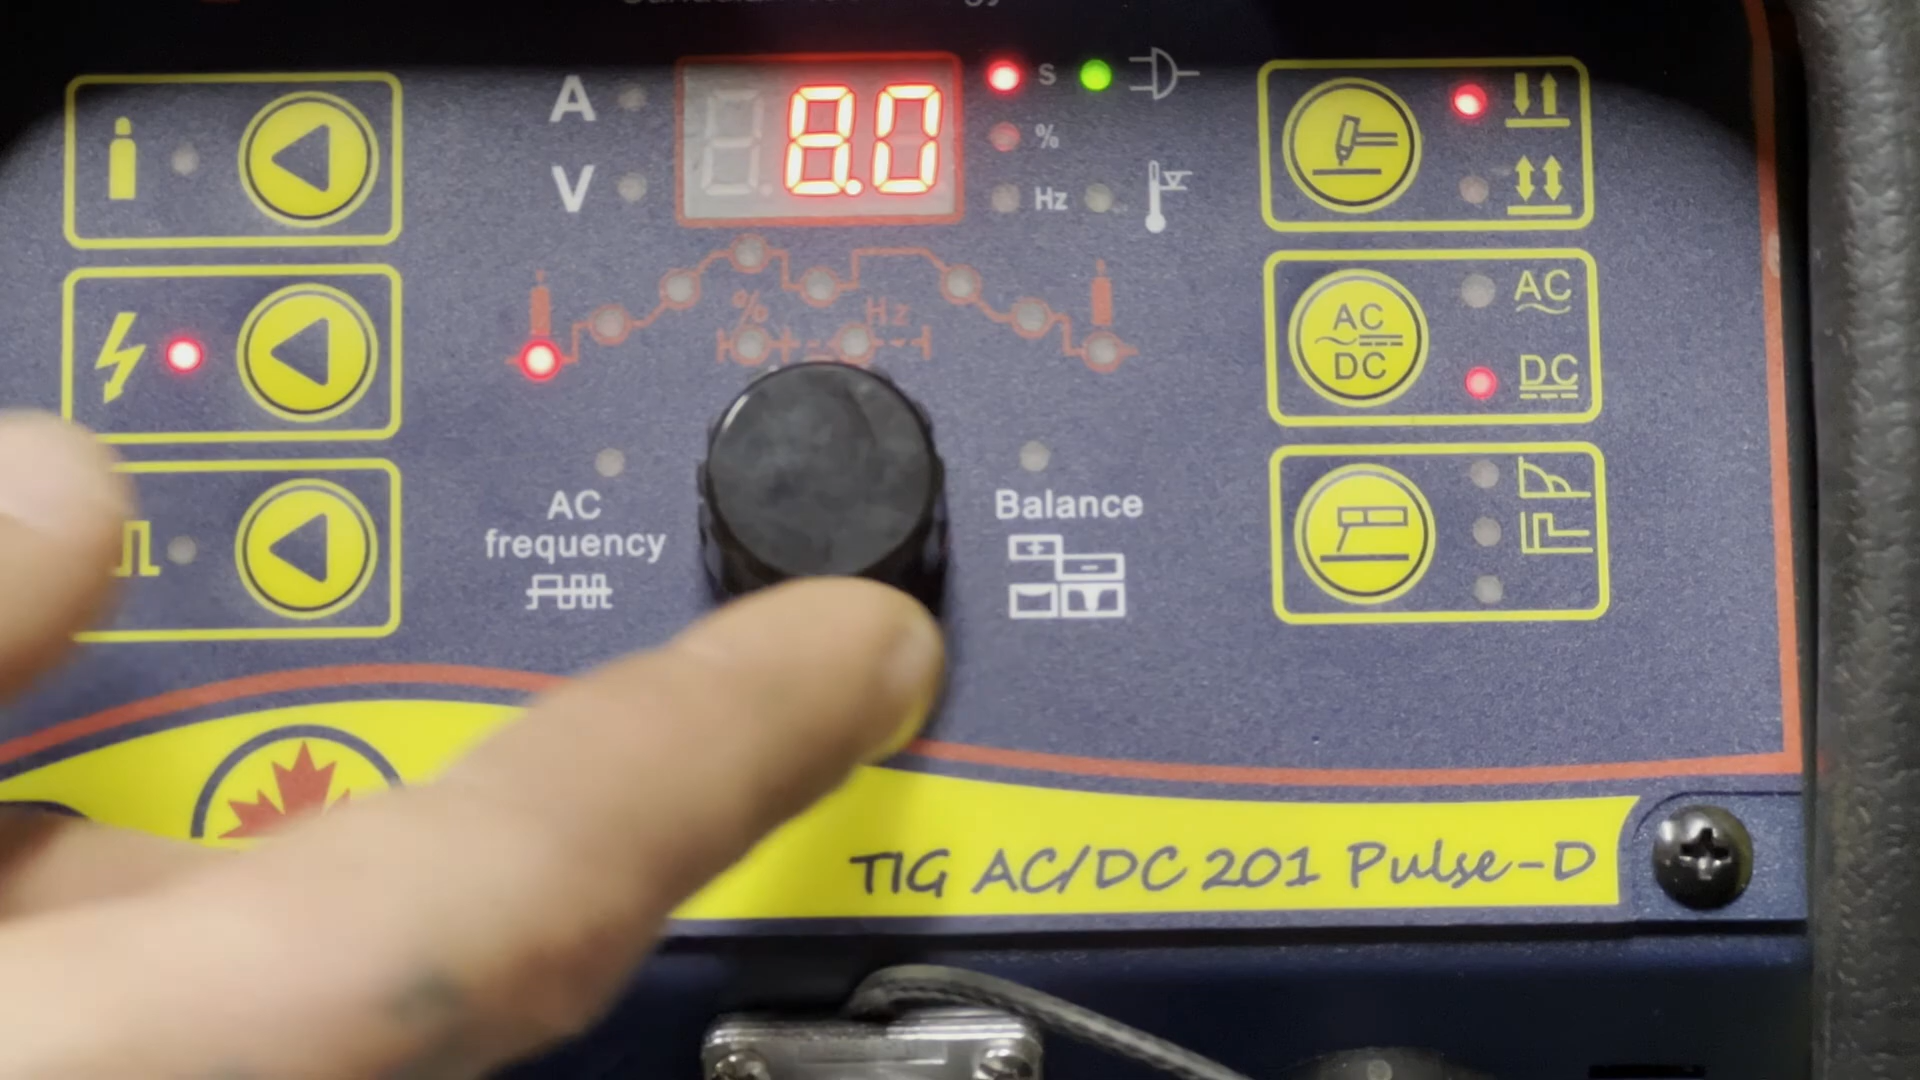 A
8.0
S
%
V
Hz
%
Hz
AC
frequency
Balance
AC
DC
AC
DC
TIG AC/DC 201 Pulse-D